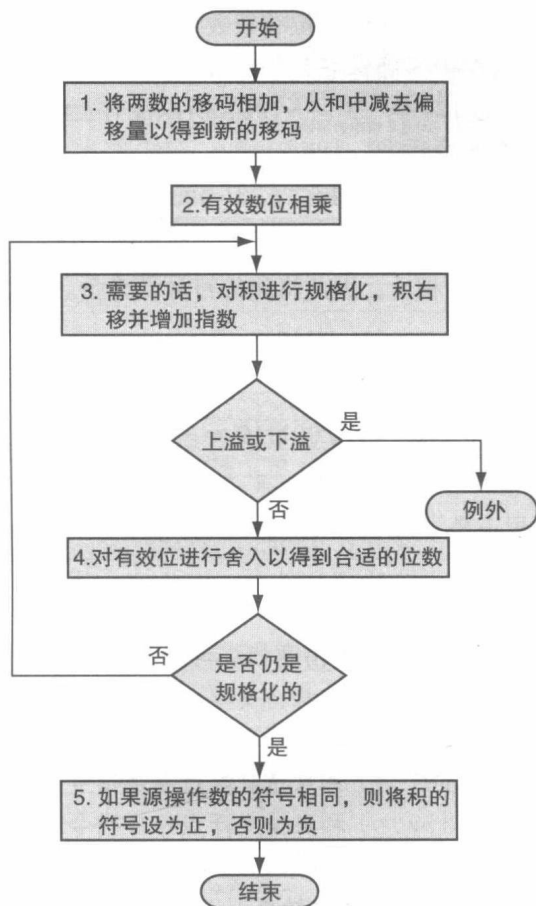 开始
1. 将两数的移码相加，从和中减去偏
移量以得到新的移码
2.有效数位相乘
3. 需要的话，对积进行规格化，积右
移并增加指数
上溢或下溢
是
例外
否
4.对有效位进行舍入以得到合适的位数
否
是否仍是
规格化的
是
5. 如果源操作数的符号相同，则将积的
符号设为正，否则为负
结束